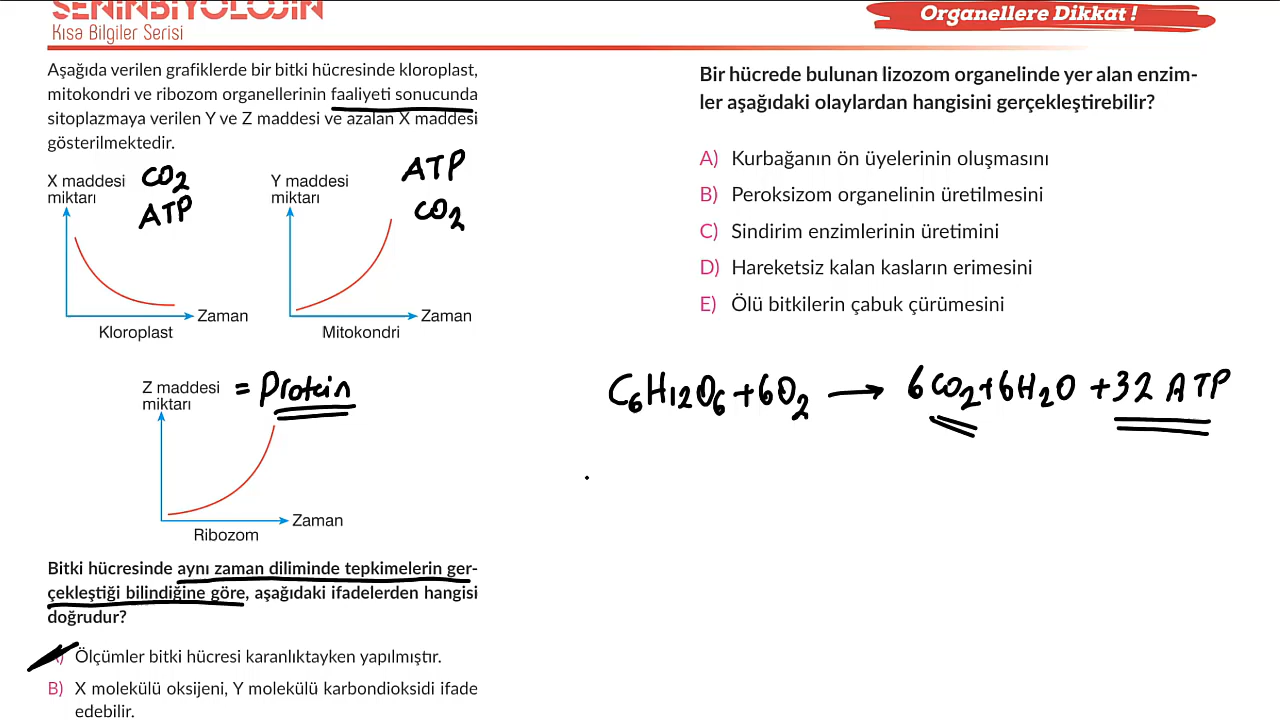 SENİNBİYOLOJİN
Kısa Bilgiler Serisi
Organellere Dikkat !
Aşağıda verilen grafiklerde bir bitki hücresinde kloroplast,
mitokondri ve ribozom organellerinin faaliyeti sonucunda
sitoplazmaya verilen Y ve Z maddesi ve azalan X maddesi
gösterilmektedir.
X maddesi
miktarı
CO2
ATP
Zaman
Kloroplast
Y maddesi
miktarı
ATP
CO2
Zaman
Mitokondri
Z maddesi
miktarı
= Protein
Zaman
Ribozom
Bitki hücresinde aynı zaman diliminde tepkimelerin ger-
çekleştiği bilindiğine göre, aşağıdaki ifadelerden hangisi
doğrudur?
A) Ölçümler bitki hücresi karanlıktayken yapılmıştır.
B) X molekülü oksijeni, Y molekülü karbondioksidi ifade
edebilir.
Bir hücrede bulunan lizozom organelinde yer alan enzim-
ler aşağıdaki olaylardan hangisini gerçekleştirebilir?
A) Kurbağanın ön üyelerinin oluşmasını
B) Peroksizom organelinin üretilmesini
C) Sindirim enzimlerinin üretimini
D) Hareketsiz kalan kasların erimesini
E) Ölü bitkilerin çabuk çürümesini
C6H12O6+6O2 → 6CO2+6H2O +32 ATP